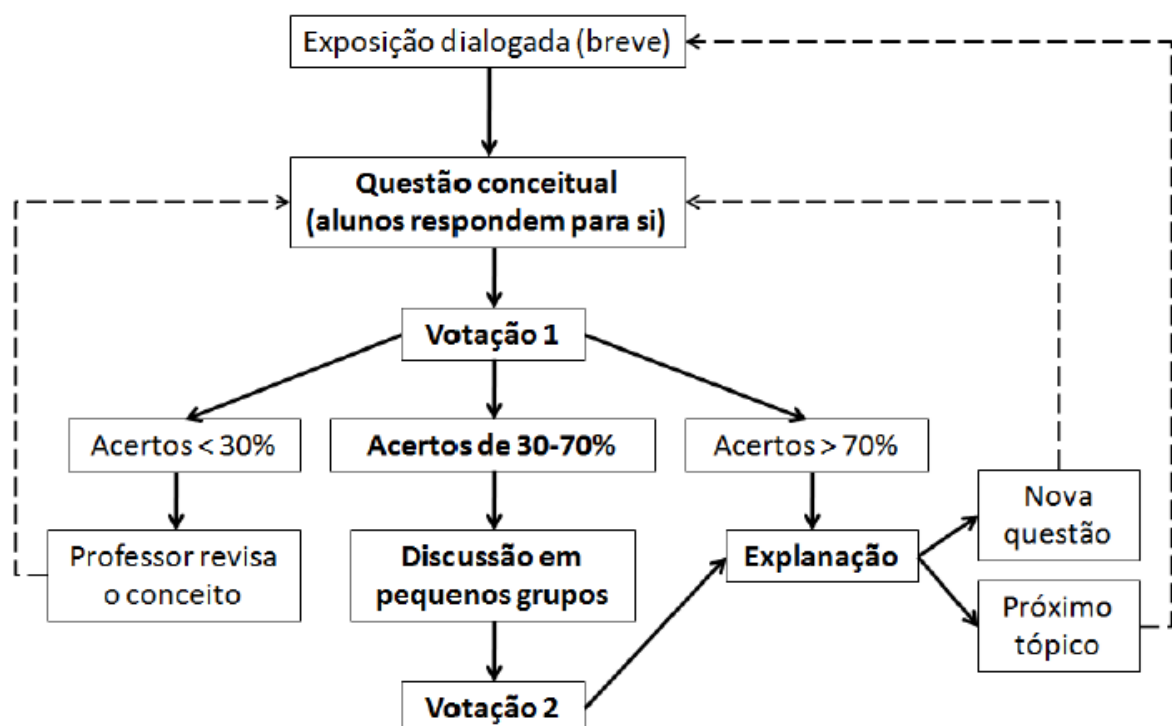 Exposição dialogada (breve)
Questão conceitual
(alunos respondem para si)
Votação 1
Acertos < 30%
Acertos de 30-70%
Acertos > 70%
Professor revisa
o conceito
Discussão em
pequenos grupos
Explanação
Nova
questão
Próximo
tópico
Votação 2